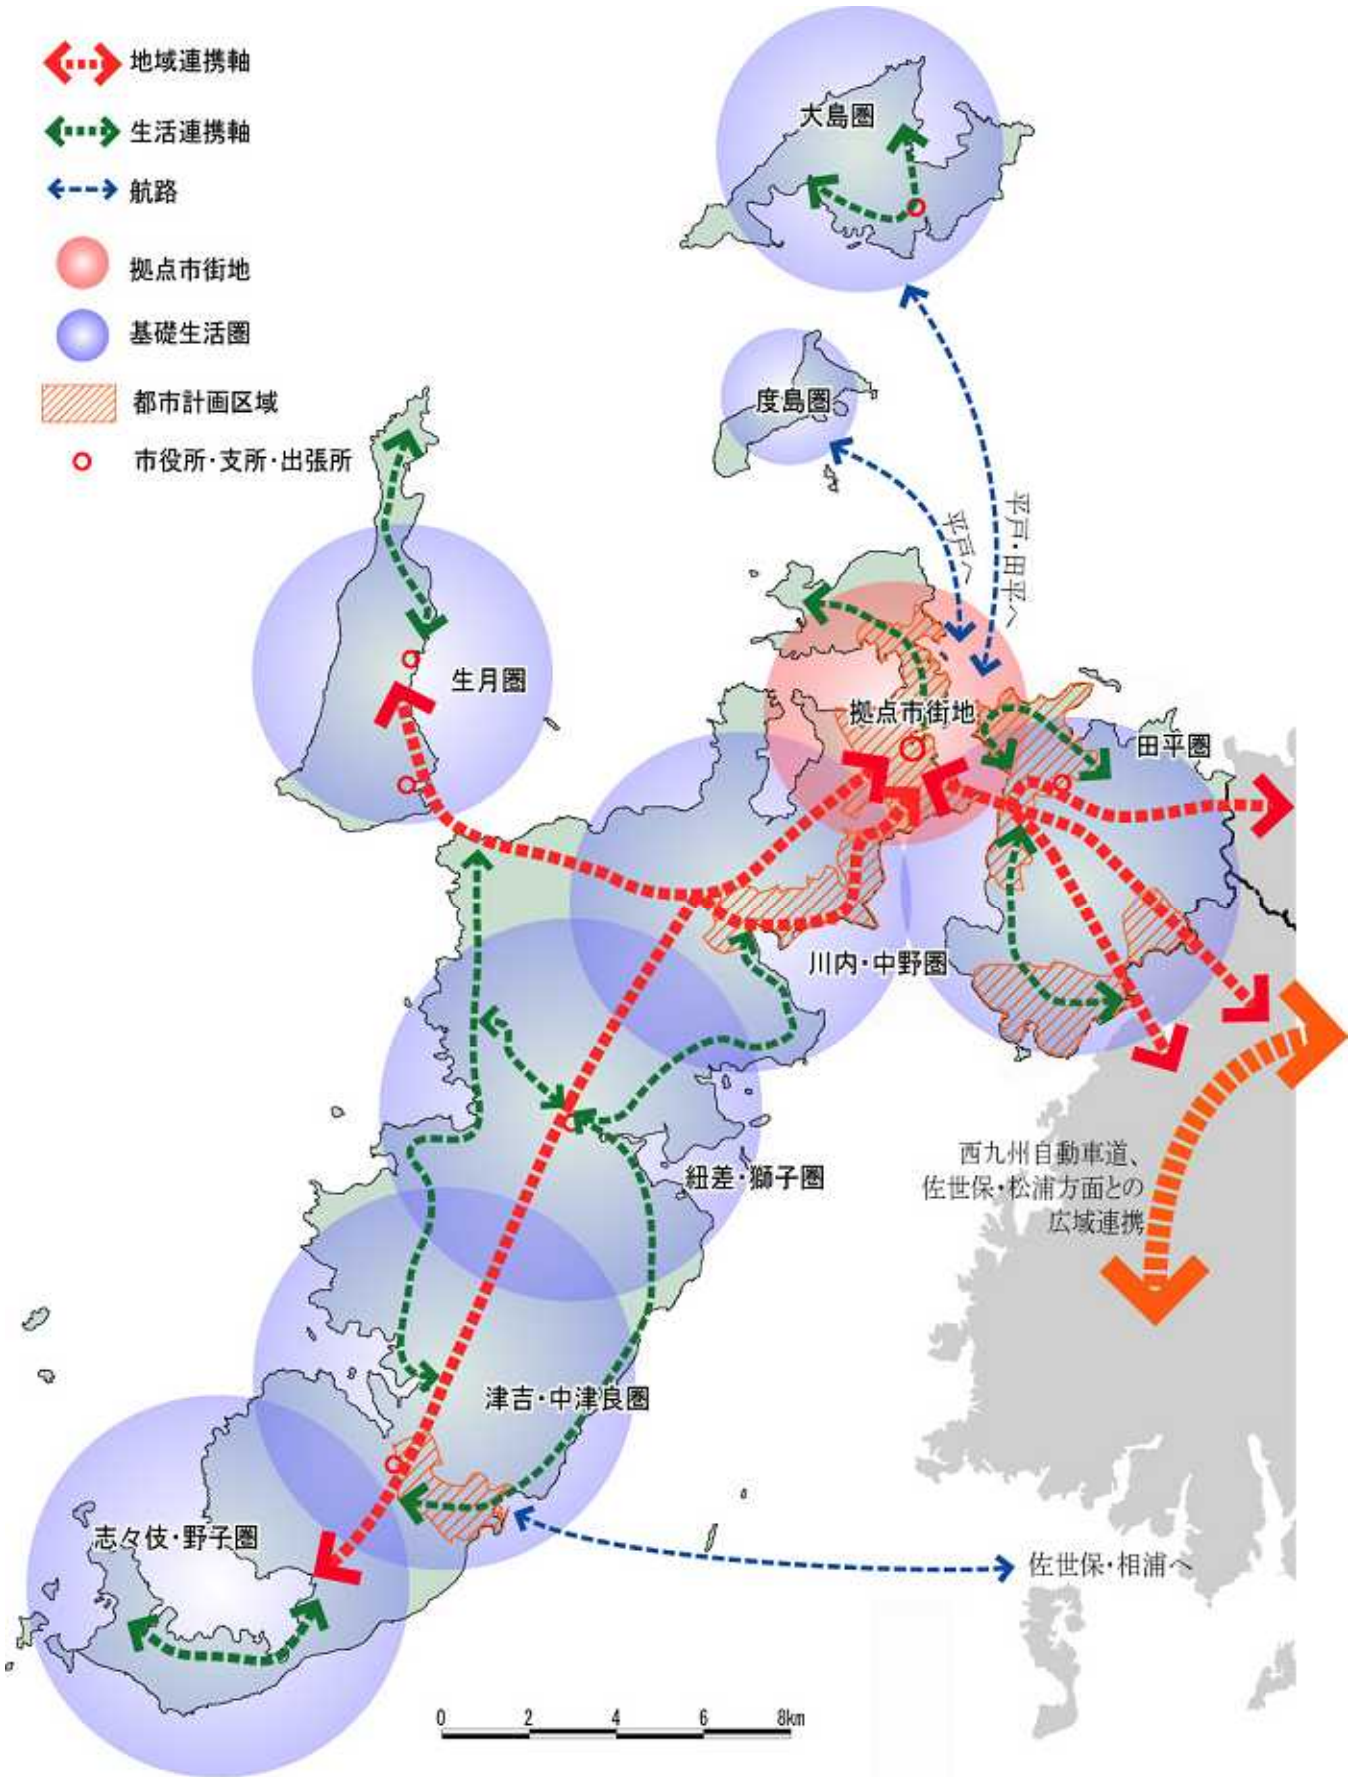 地域連携軸
生活連携軸
航路
拠点市街地
基礎生活圏
都市計画区域
市役所・支所・出張所
大島圏
度島圏
平戸へ
平戸・田平へ
生月圏
拠点市街地
田平圏
川内・中野圏
紐差・獅子圏
西九州自動車道、
佐世保・松浦方面との
広域連携
津吉・中津良圏
志々伎・野子圏
佐世保・相浦へ
0 2 4 6 8km